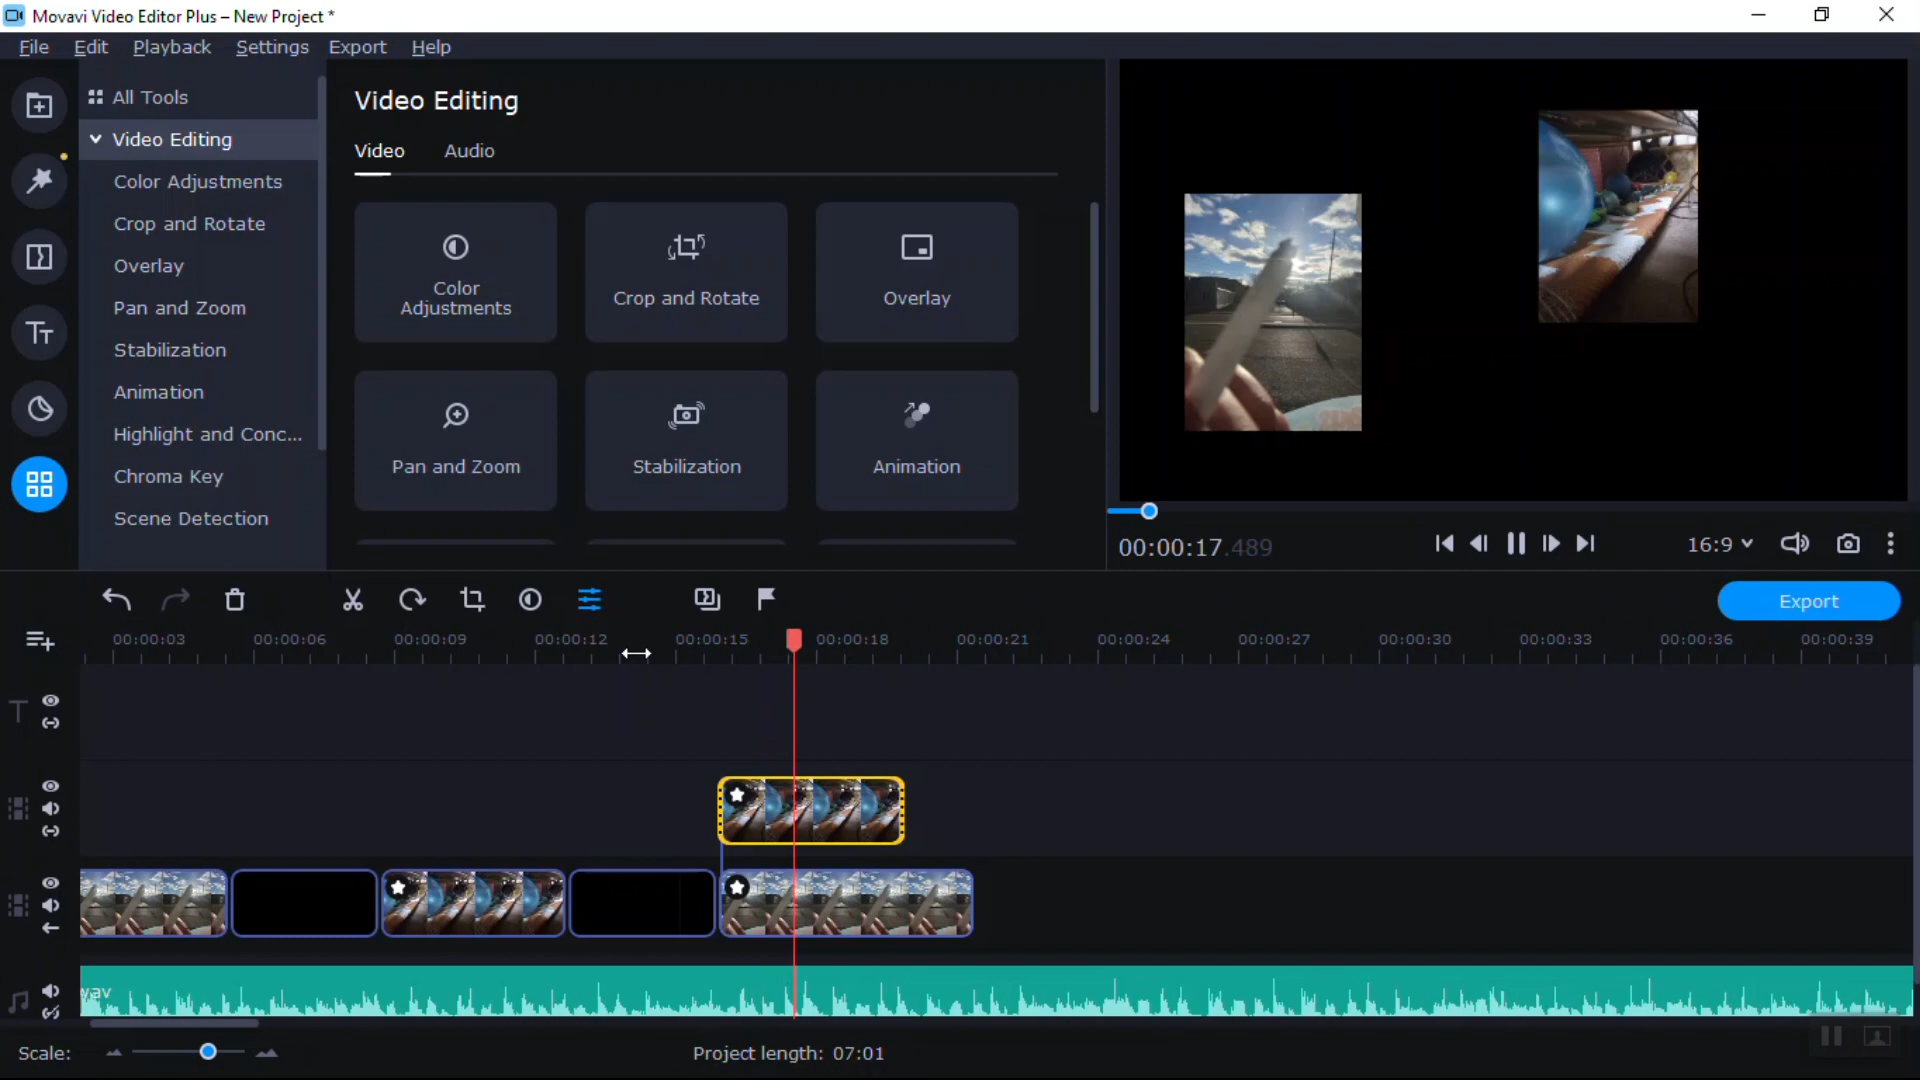 Movavi Video Editor Plus – New Project *
File Edit Playback Settings Export Help
All Tools
Video Editing
Color Adjustments
Crop and Rotate
Overlay
Pan and Zoom
Stabilization
Animation
Highlight and Conc...
Chroma Key
Scene Detection
Video Editing
Video Audio
Color
Adjustments
Crop and Rotate
Overlay
Pan and Zoom
Stabilization
Animation
00:00:17.489
16:9
Export
00:00:03 00:00:06 00:00:09 00:00:12 00:00:15 00:00:18 00:00:21 00:00:24 00:00:27 00:00:30 00:00:33 00:00:36 00:00:39
wav
Scale:
Project length: 07:01